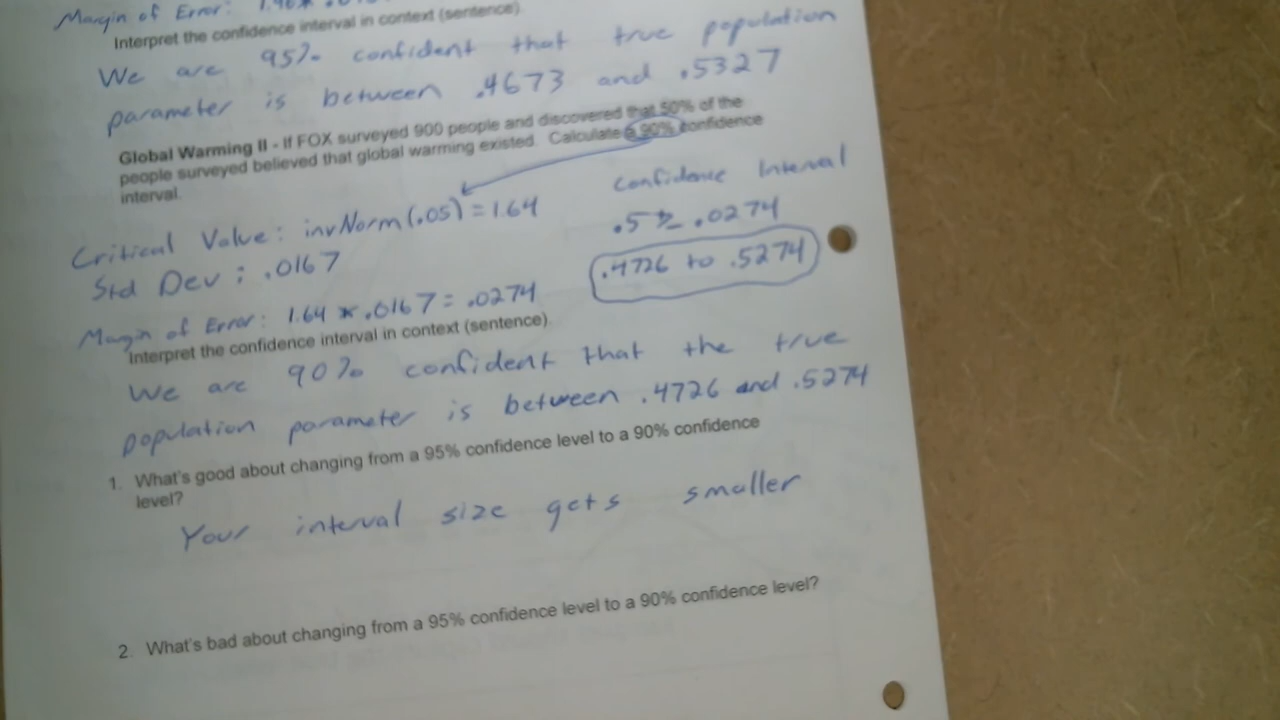 Margin of Error: 1.96 * .01
Interpret the confidence interval in context (sentence)
We are 95% confident that true population
parameter is between .4673 and .5327
Global Warming II - If FOX surveyed 900 people and discovered that 50% of the
people surveyed believed that global warming existed. Calculate a 90% confidence
interval.
Critical Value: invNorm(.05) = 1.64
Std Dev: .0167
Margin of Error: 1.64 * .0167 = .0274
Confidence Interval
.5 ± .0274
.4726 to .5274
Interpret the confidence interval in context (sentence)
We are 90% confident that the true
population parameter is between .4726 and .5274
1. What's good about changing from a 95% confidence level to a 90% confidence
level?
Your interval size gets smaller
2. What's bad about changing from a 95% confidence level to a 90% confidence level?